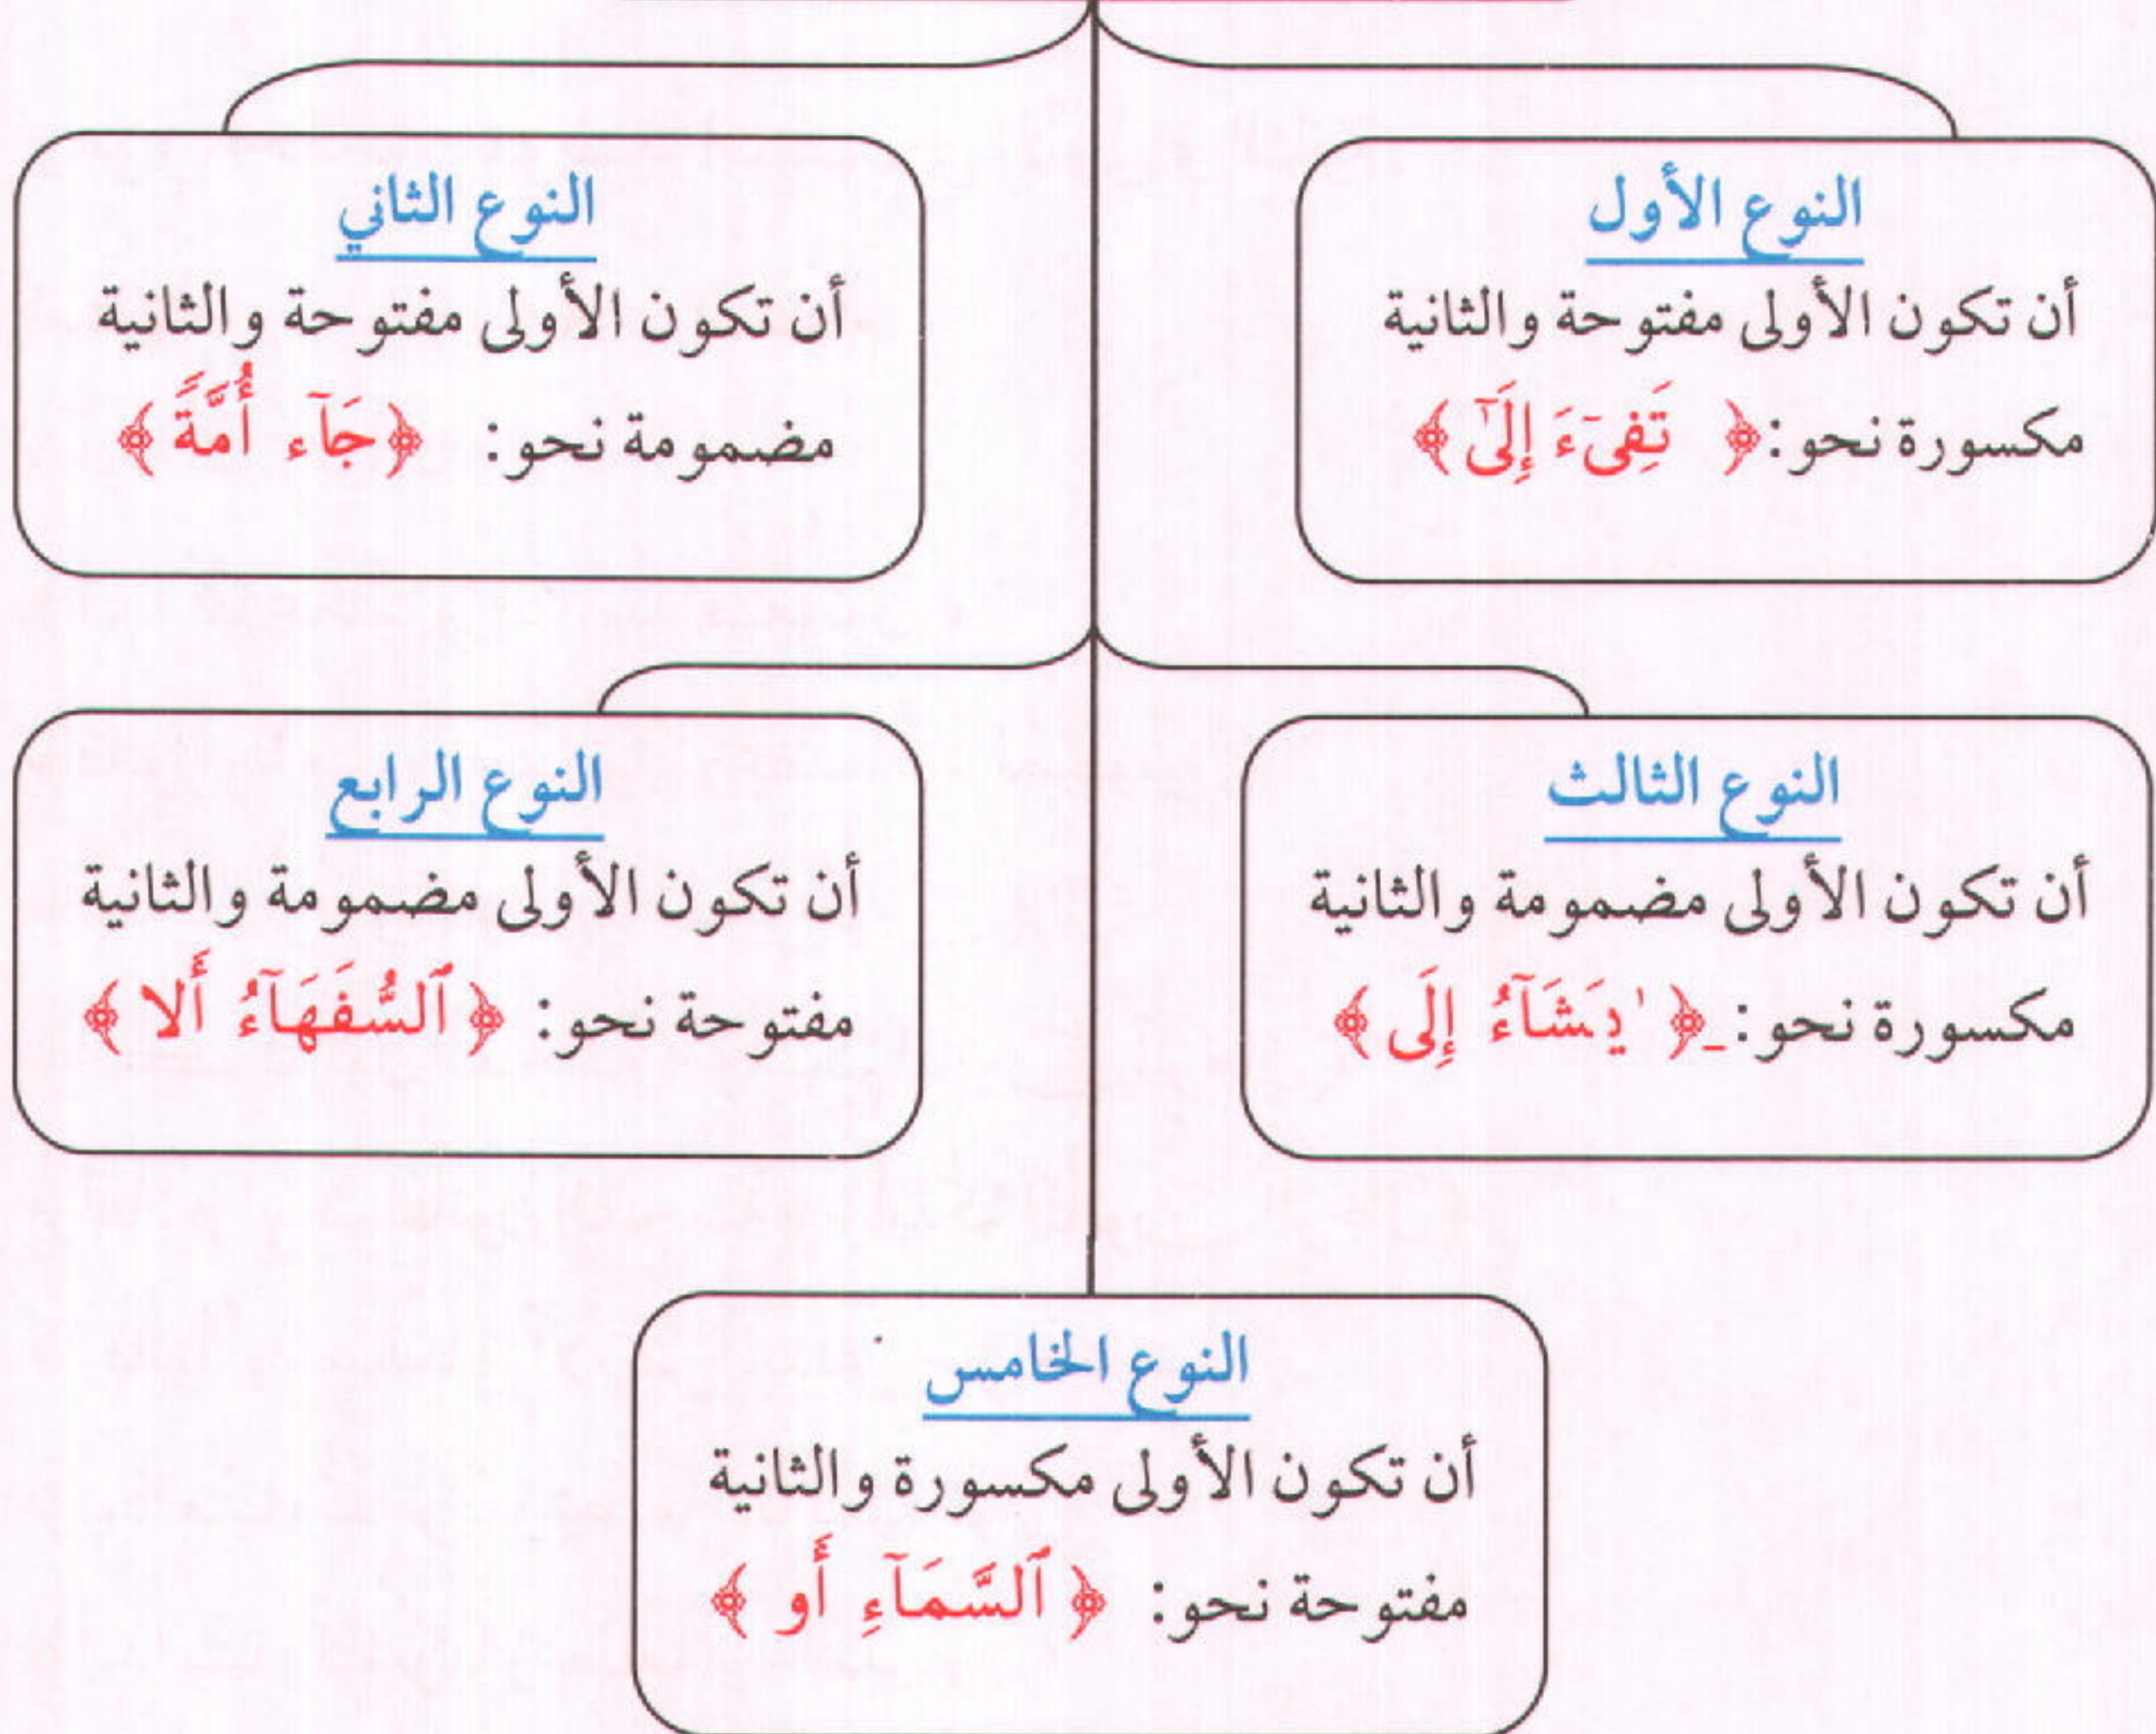 النوع الأول
أن تكون الأولى مفتوحة والثانية
مكسورة نحو: ﴿ تَفِيٓءَ إِلَىٰٓ ﴾
النوع الثاني
أن تكون الأولى مفتوحة والثانية
مضمومة نحو: ﴿جَآء أُمَّةً﴾
النوع الثالث
أن تكون الأولى مضمومة والثانية
مكسورة نحو: ﴿ يَشَآءُ إِلَى ﴾
النوع الرابع
أن تكون الأولى مضمومة والثانية
مفتوحة نحو: ﴿ ٱلسُّفَهَآءُ أَلا ﴾
النوع الخامس
أن تكون الأولى مكسورة والثانية
مفتوحة نحو: ﴿ ٱلسَّمَآءِ أَو ﴾